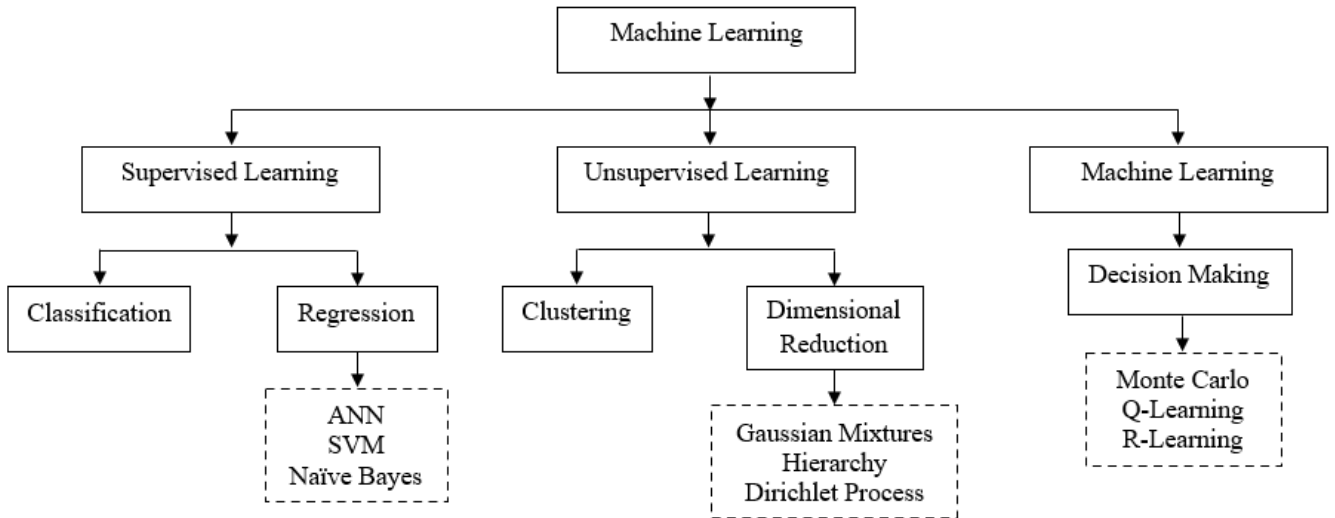 Machine Learning
Supervised Learning
Unsupervised Learning
Machine Learning
Classification
Regression
Clustering
Dimensional
Reduction
Decision Making
ANN
SVM
Naïve Bayes
Gaussian Mixtures
Hierarchy
Dirichlet Process
Monte Carlo
Q-Learning
R-Learning